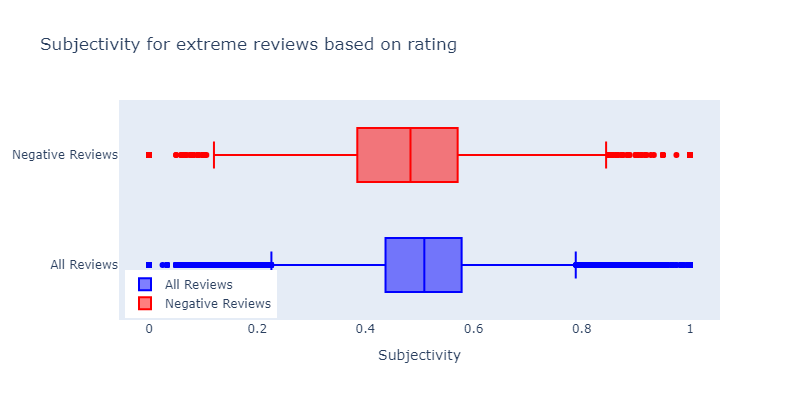 Subjectivity for extreme reviews based on rating
Negative Reviews
All Reviews
All Reviews
Negative Reviews
0 0.2 0.4 0.6 0.8 1
Subjectivity